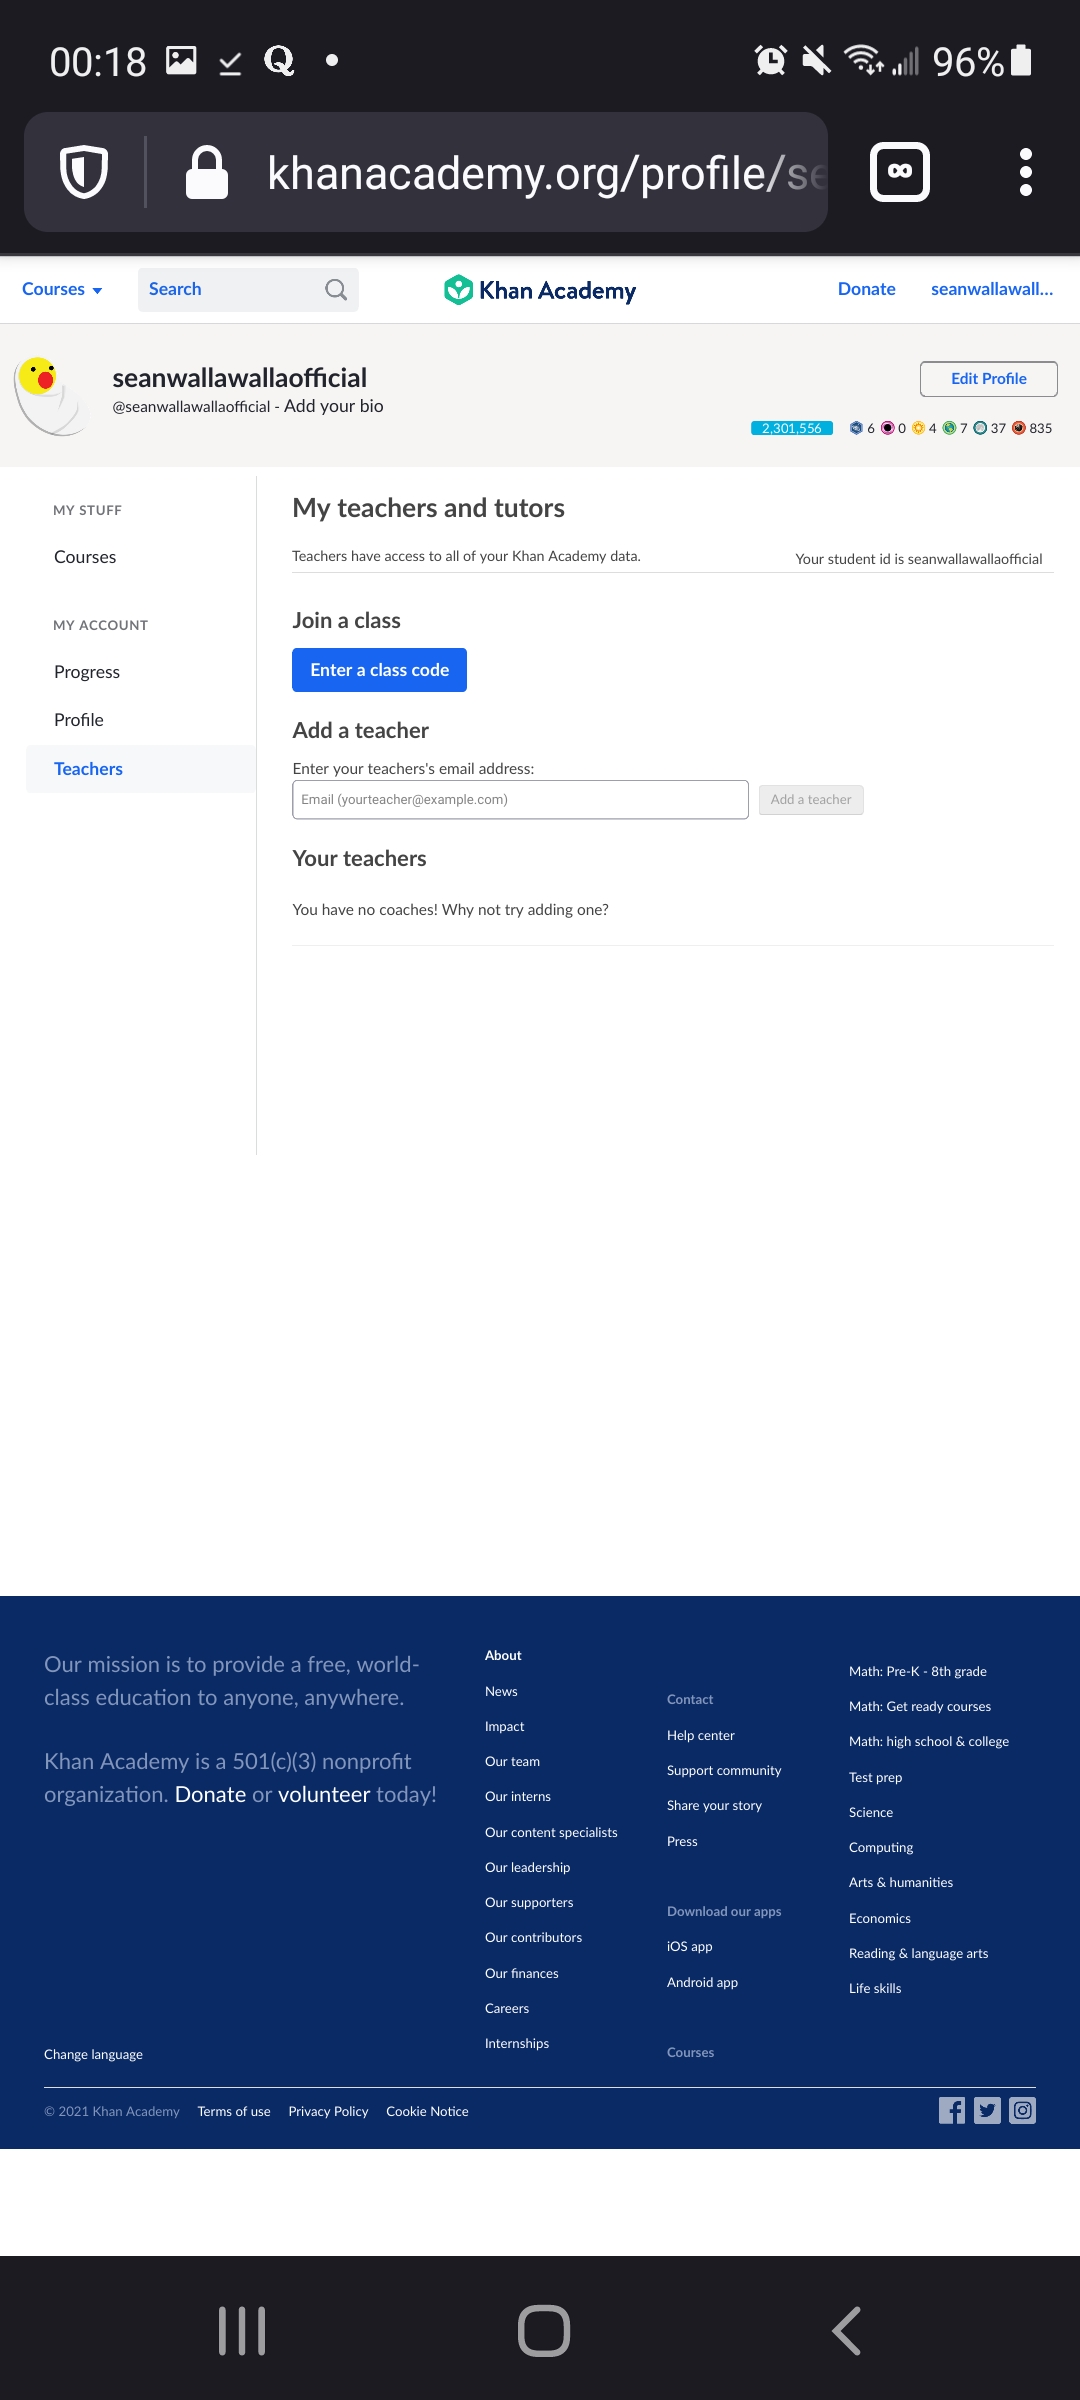 00:18
96%
khanacademy.org/profile/se
Courses
Search
Khan Academy
Donate
seanwallawall...
seanwallawallaofficial
@seanwallawallaofficial - Add your bio
Edit Profile
2,301,556 6 0 4 7 37 835
MY STUFF
Courses
MY ACCOUNT
Progress
Profile
Teachers
My teachers and tutors
Teachers have access to all of your Khan Academy data.
Your student id is seanwallawallaofficial
Join a class
Enter a class code
Add a teacher
Enter your teachers's email address:
Email (yourteacher@example.com)
Add a teacher
Your teachers
You have no coaches! Why not try adding one?
Our mission is to provide a free, world-
class education to anyone, anywhere.
Khan Academy is a 501(c)(3) nonprofit
organization. Donate or volunteer today!
Change language
About
News
Impact
Our team
Our interns
Our content specialists
Our leadership
Our supporters
Our contributors
Our finances
Careers
Internships
Contact
Help center
Support community
Share your story
Press
Download our apps
iOS app
Android app
Courses
Math: Pre-K - 8th grade
Math: Get ready courses
Math: high school & college
Test prep
Science
Computing
Arts & humanities
Economics
Reading & language arts
Life skills
© 2021 Khan Academy
Terms of use
Privacy Policy
Cookie Notice